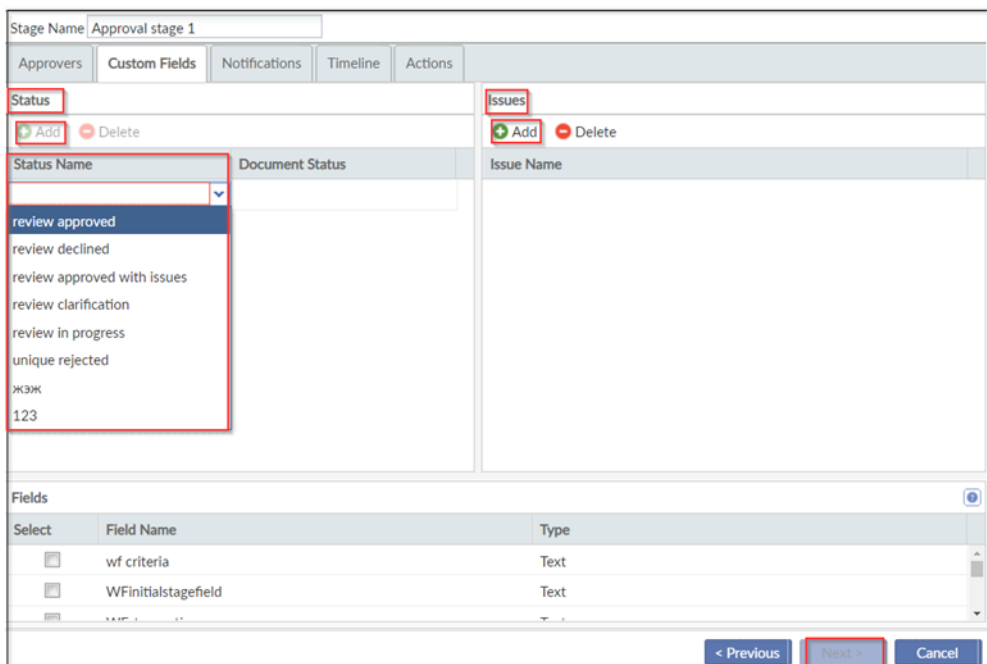 Stage Name Approval stage 1
Approvers Custom Fields Notifications Timeline Actions
Status
Issues
Add Delete
Add Delete
Status Name Document Status
Issue Name
review approved
review declined
review approved with issues
review clarification
review in progress
unique rejected
жэж
123
Fields
Select Field Name Type
wf criteria Text
WFinitialstagefield Text
< Previous Next > Cancel